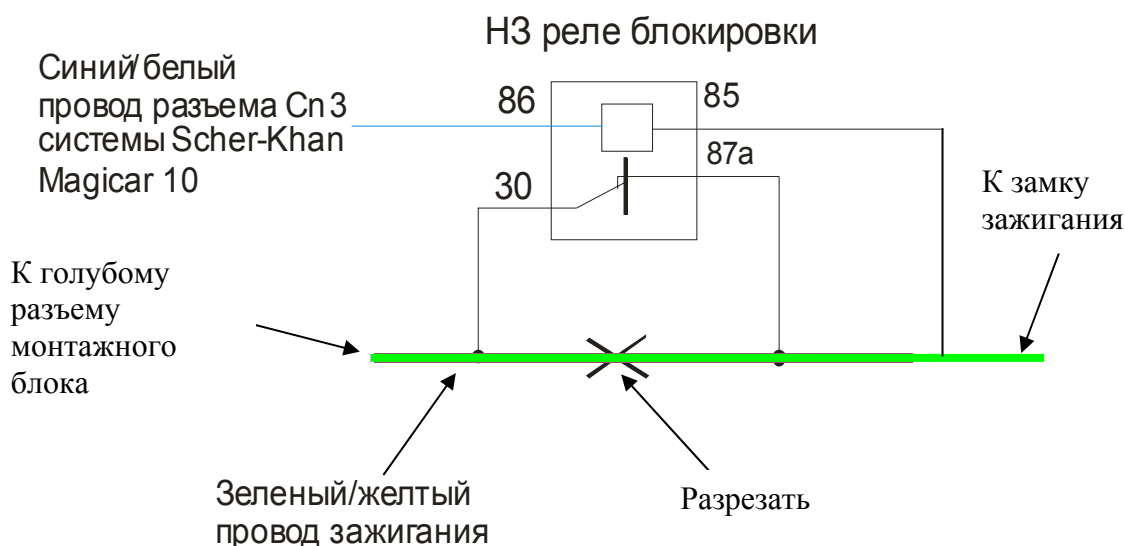 НЗ реле блокировки
Синий/белый
провод разъема Cn 3
системы Scher-Khan
Magicar 10
86
85
87a
30
К замку
зажигания
К голубому
разъему
монтажного
блока
Зеленый/желтый
провод зажигания
Разрезать